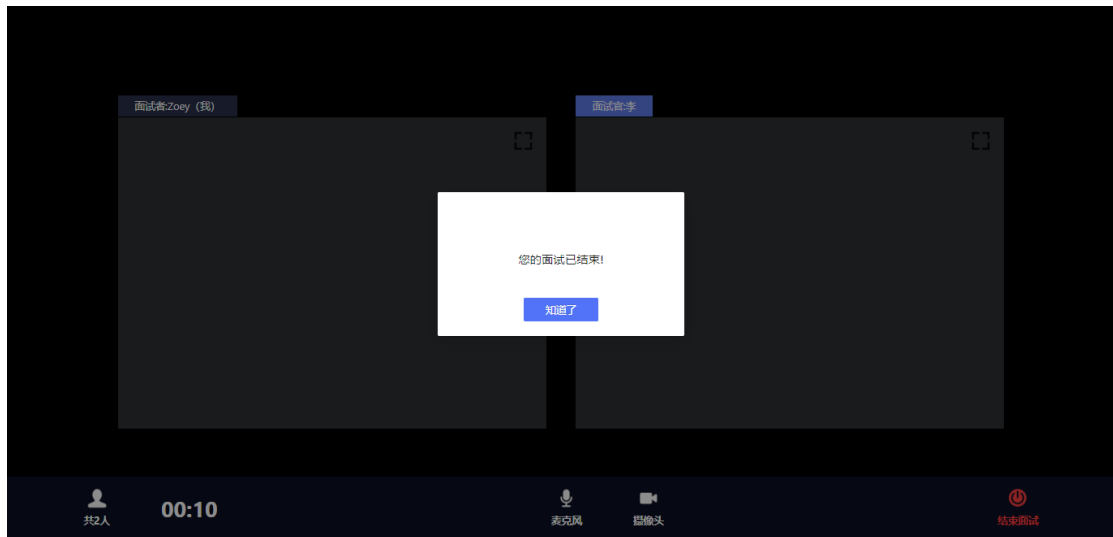 面试者:Zoey（我）
面试官:李
您的面试已结束!
知道了
共2人
00:10
麦克风
摄像头
结束面试